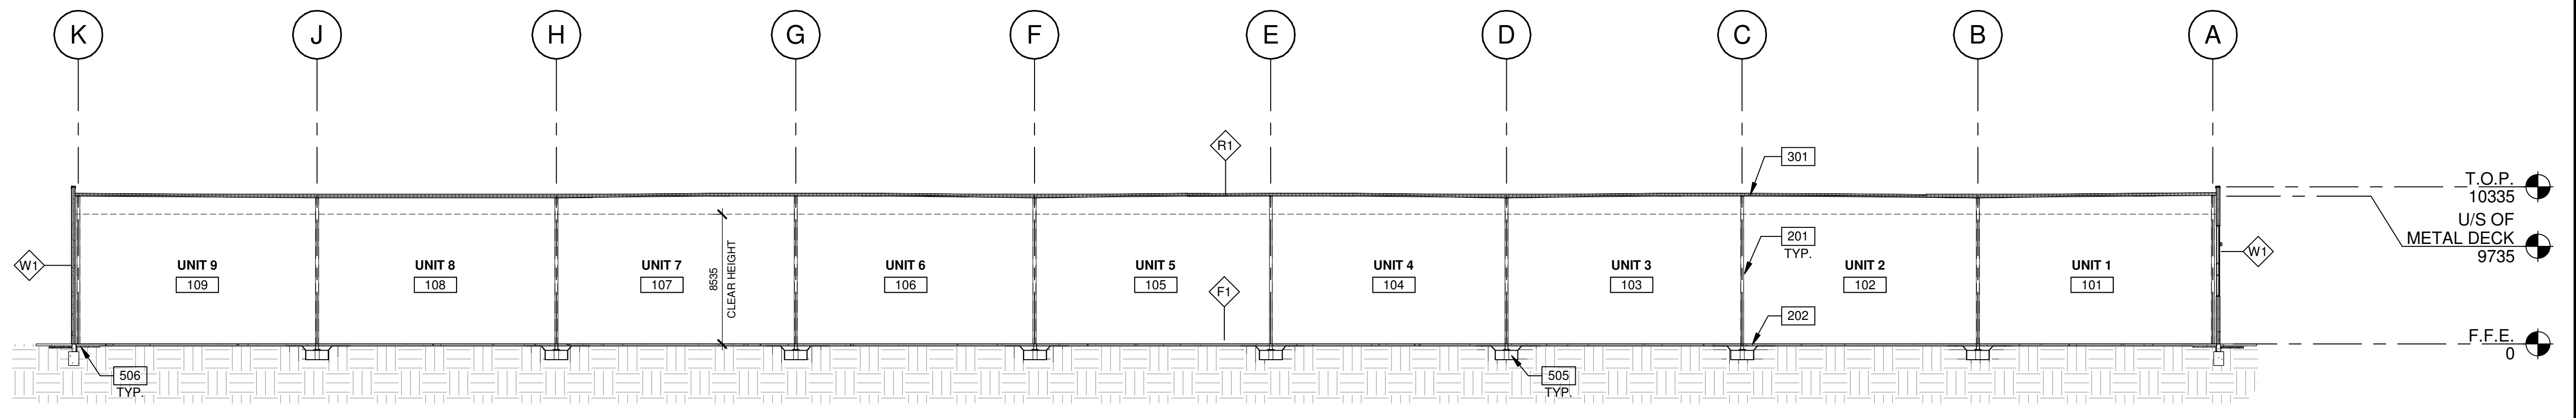 K J H G F E D C B A
R1
301
T.O.P.
10335
U/S OF
METAL DECK
9735
201
TYP.
W1
W1
UNIT 9 UNIT 8 UNIT 7 UNIT 6 UNIT 5 UNIT 4 UNIT 3 UNIT 2 UNIT 1
109 108 107 106 105 104 103 102 101
8535
CLEAR HEIGHT
F1
202
F.F.E.
0
506
TYP.
505
TYP.